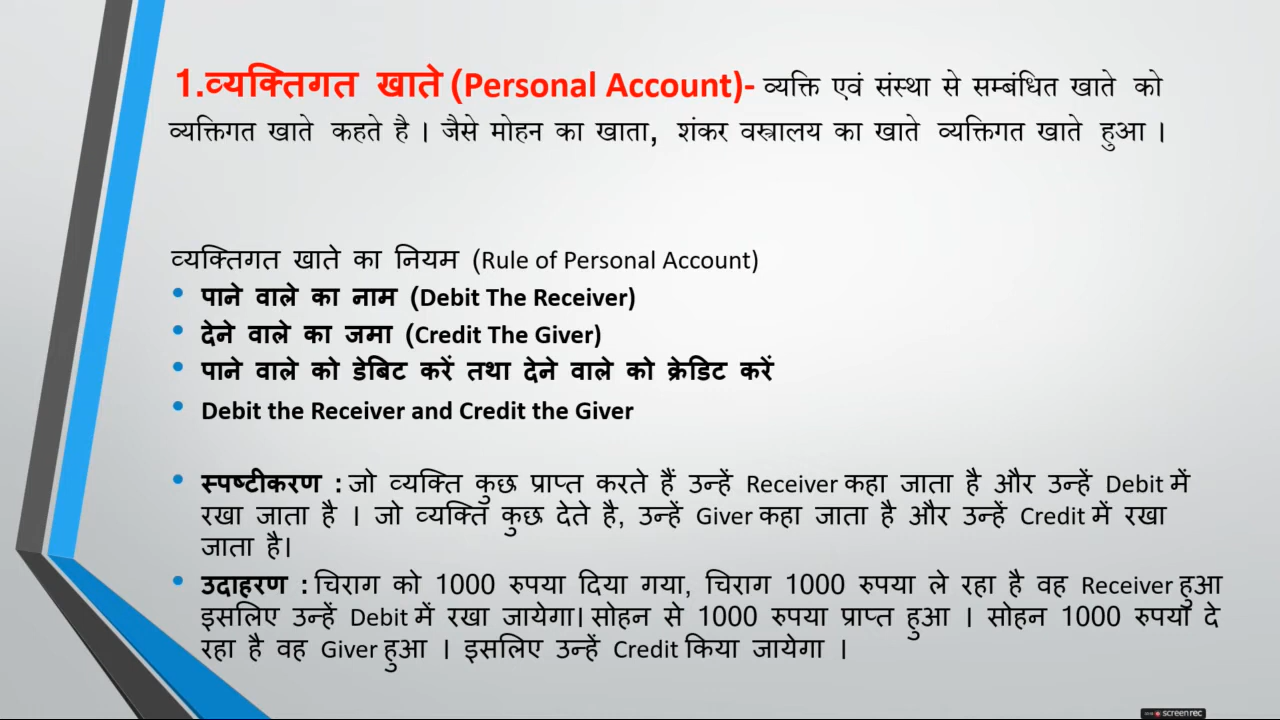 1.व्यक्तिगत खाते (Personal Account)- व्यक्ति एवं संस्था से सम्बंधित खाते को
व्यक्तिगत खाते कहते है । जैसे मोहन का खाता, शंकर वस्त्रालय का खाते व्यक्तिगत खाते हुआ ।
व्यक्तिगत खाते का नियम (Rule of Personal Account)
• पाने वाले का नाम (Debit The Receiver)
• देने वाले का जमा (Credit The Giver)
• पाने वाले को डेबिट करें तथा देने वाले को क्रेडिट करें
• Debit the Receiver and Credit the Giver
• स्पष्टीकरण : जो व्यक्ति कुछ प्राप्त करते हैं उन्हें Receiver कहा जाता है और उन्हें Debit में
रखा जाता है । जो व्यक्ति कुछ देते है, उन्हें Giver कहा जाता है और उन्हें Credit में रखा
जाता है।
• उदाहरण : चिराग को 1000 रुपया दिया गया, चिराग 1000 रुपया ले रहा है वह Receiver हुआ
इसलिए उन्हें Debit में रखा जायेगा। सोहन से 1000 रुपया प्राप्त हुआ । सोहन 1000 रुपया दे
रहा है वह Giver हुआ । इसलिए उन्हें Credit किया जायेगा ।
screenrec